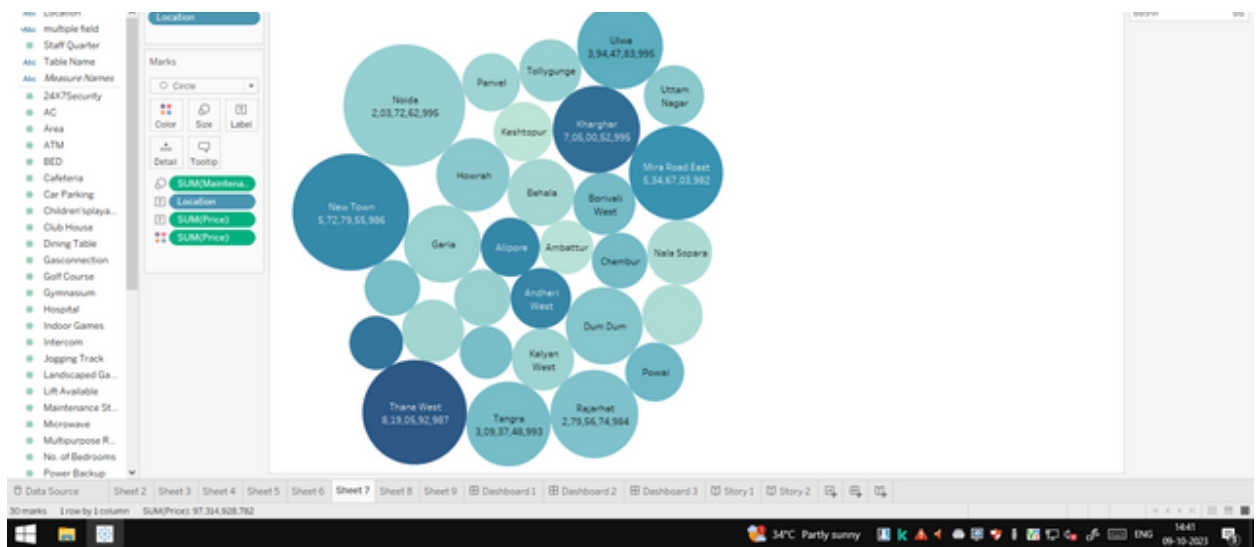 Location
multiple field
Staff Quarter
Table Name
Measure Names
24X7Security
AC
Area
ATM
BED
Cafeteria
Car Parking
Children'splaya...
Club House
Dining Table
Gasconnection
Golf Course
Gymnasium
Hospital
Indoor Games
Intercom
Jogging Track
Landscaped Ga...
Lift Available
Maintenance St...
Microwave
Multipurpose R...
No. of Bedrooms
Power Backup
Location
Marks
Circle
Color Size Label
Detail Tooltip
SUM(Maintena..
Location
SUM(Price)
SUM(Price)
Ulwe
3,94,47,83,995
Tollygunge
Panvel
Noida
2,03,72,62,995
Uttam
Nagar
Keshtopur
Kharghar
7,05,00,52,995
Mira Road East
5,34,67,03,982
Howrah
Behala
Borivali
West
New Town
5,72,79,55,986
Garia
Alipore
Ambattur
Chembur
Nala Sopara
Andheri
West
Dum Dum
Kalyan
West
Powai
Thane West
8,19,05,92,987
Tangra
3,09,37,48,993
Rajarhat
2,79,56,74,984
Data Source Sheet 2 Sheet 3 Sheet 4 Sheet 5 Sheet 6 Sheet 7 Sheet 8 Sheet 9 Dashboard 1 Dashboard 2 Dashboard 3 Story 1 Story 2
30 marks 1 row by 1 column SUM(Price): 97,314,928,782
34°C Partly sunny ENG 14:41
09-10-2023